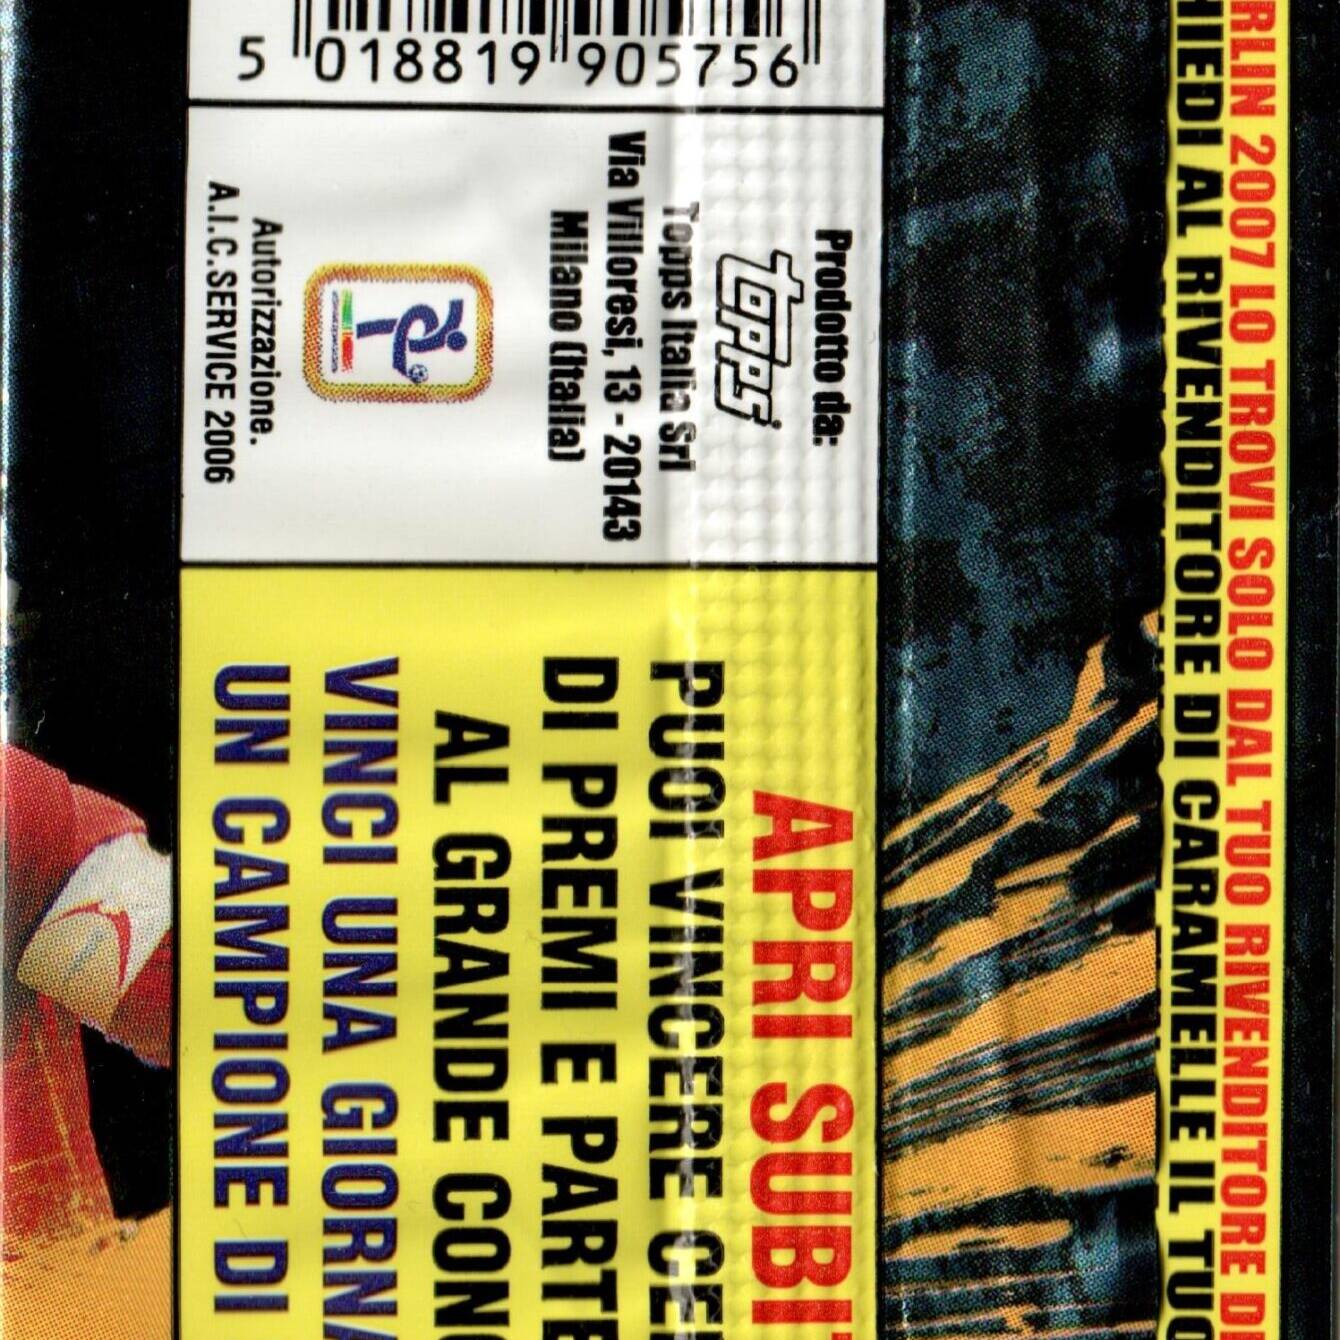 RLIN 2007 LO TROVI SOLO DAL TUO RIVENDITORE D
HIEDI AL RIVENDITORE DI CARAMELLE IL TUO
5 018819 905756
Prodotto da:
topps
Topps Italia Srl
Via Villoresi, 13 - 20143
Milano (Italia)
Autorizzazione.
A.I.C.SERVICE 2006
APRI SUBIT
PUOI VINCERE CE
DI PREMI E PARTE
AL GRANDE CONC
VINCI UNA GIORNA
UN CAMPIONE DI